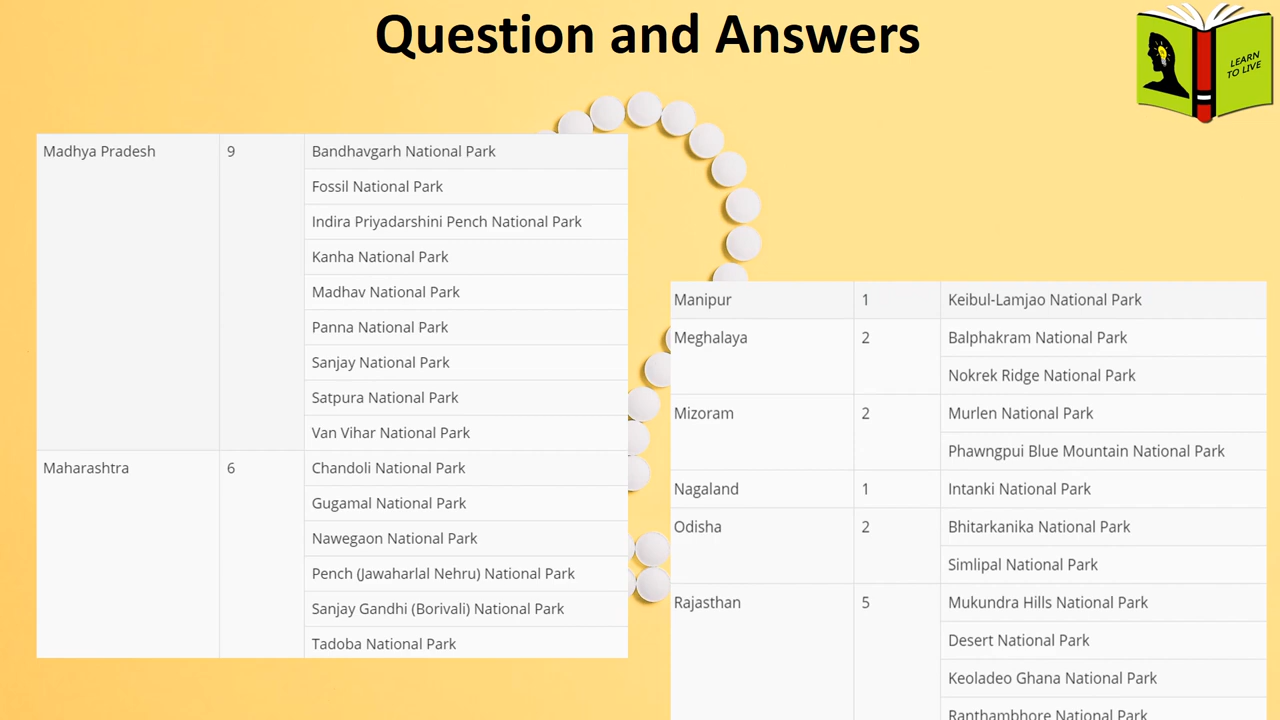 Question and Answers
LEARN
TO LIVE
Madhya Pradesh 9 Bandhavgarh National Park
Fossil National Park
Indira Priyadarshini Pench National Park
Kanha National Park
Madhav National Park
Panna National Park
Sanjay National Park
Satpura National Park
Van Vihar National Park
Maharashtra 6 Chandoli National Park
Gugamal National Park
Nawegaon National Park
Pench (Jawaharlal Nehru) National Park
Sanjay Gandhi (Borivali) National Park
Tadoba National Park
Manipur 1 Keibul-Lamjao National Park
Meghalaya 2 Balphakram National Park
Nokrek Ridge National Park
Mizoram 2 Murlen National Park
Phawngpui Blue Mountain National Park
Nagaland 1 Intanki National Park
Odisha 2 Bhitarkanika National Park
Simlipal National Park
Rajasthan 5 Mukundra Hills National Park
Desert National Park
Keoladeo Ghana National Park
Ranthambhore National Park